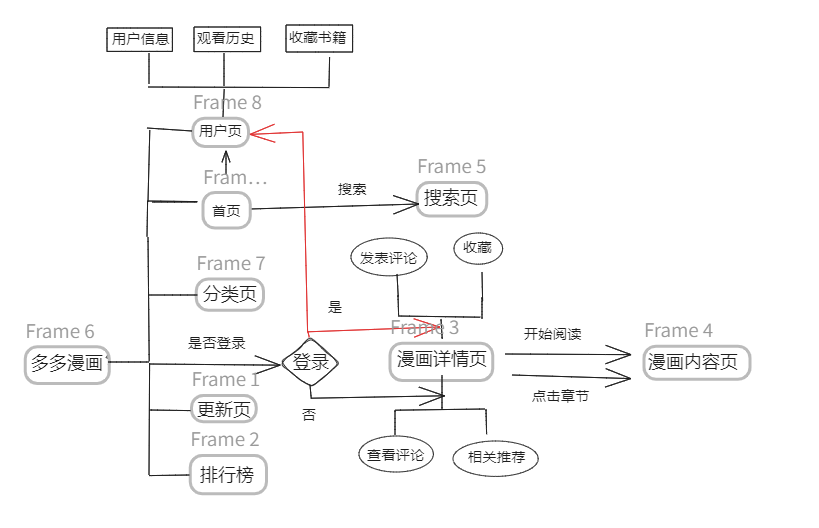 用户信息
观看历史
收藏书籍
Frame 8
用户页
Fram...
首页
搜索
Frame 5
搜索页
Frame 7
分类页
发表评论
收藏
是
Frame 6
多多漫画
是否登录
登录
Frame 3
漫画详情页
开始阅读
点击章节
Frame 4
漫画内容页
Frame 1
更新页
否
Frame 2
排行榜
查看评论
相关推荐